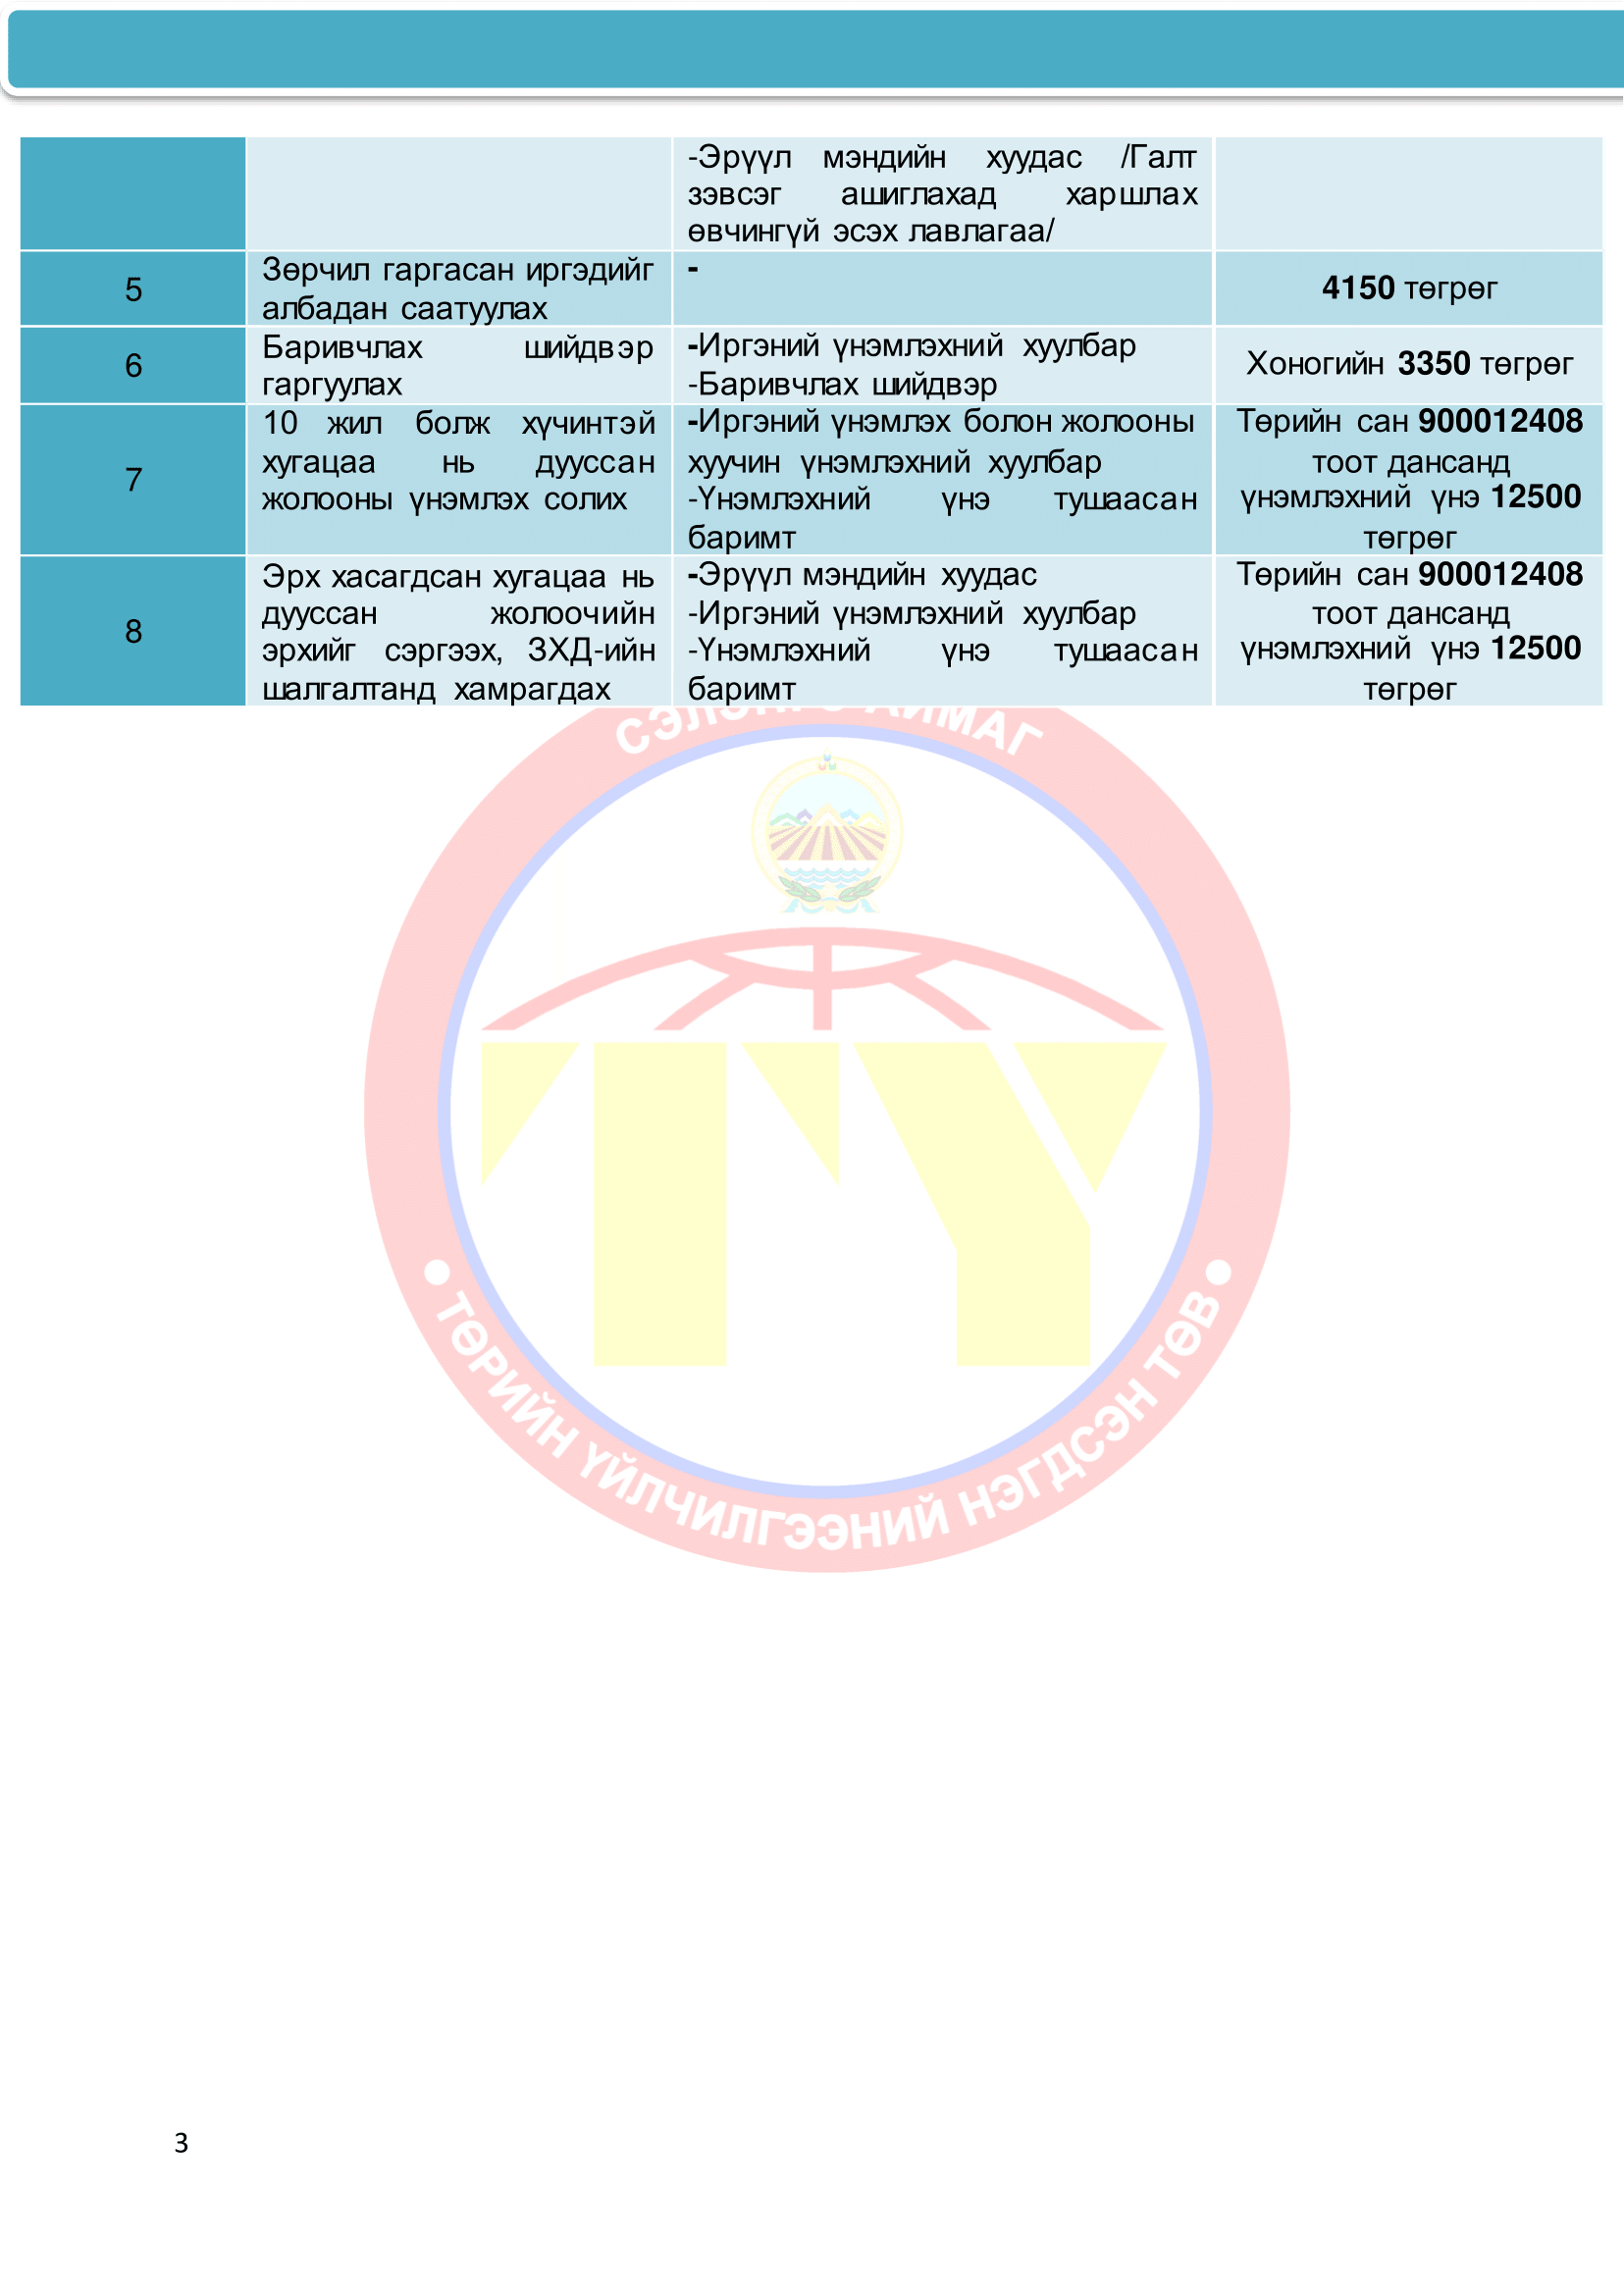 -Эрүүл мэндийн хуудас /Галт
зэвсэг ашиглахад харшлах
өвчингүй эсэх лавлагаа/
5
Зөрчил гаргасан иргэдийг
албадан саатуулах
-
4150 төгрөг
6
Баривчлах шийдвэр
гаргуулах
-Иргэний үнэмлэхний хуулбар
-Баривчлах шийдвэр
Хоногийн 3350 төгрөг
7
10 жил болж хүчинтэй
хугацаа нь дууссан
жолооны үнэмлэх солих
-Иргэний үнэмлэх болон жолооны
хуучин үнэмлэхний хуулбар
-Үнэмлэхний үнэ тушаасан
баримт
Төрийн сан 900012408
тоот дансанд
үнэмлэхний үнэ 12500
төгрөг
8
Эрх хасагдсан хугацаа нь
дууссан жолоочийн
эрхийг сэргээх, ЗХД-ийн
шалгалтанд хамрагдах
-Эрүүл мэндийн хуудас
-Иргэний үнэмлэхний хуулбар
-Үнэмлэхний үнэ тушаасан
баримт
Төрийн сан 900012408
тоот дансанд
үнэмлэхний үнэ 12500
төгрөг
АЙМАГ
ТҮ
• ТӨРИЙН ҮЙЛЧИЛГЭЭНИЙ НЭГДСЭН ТӨВ •
3